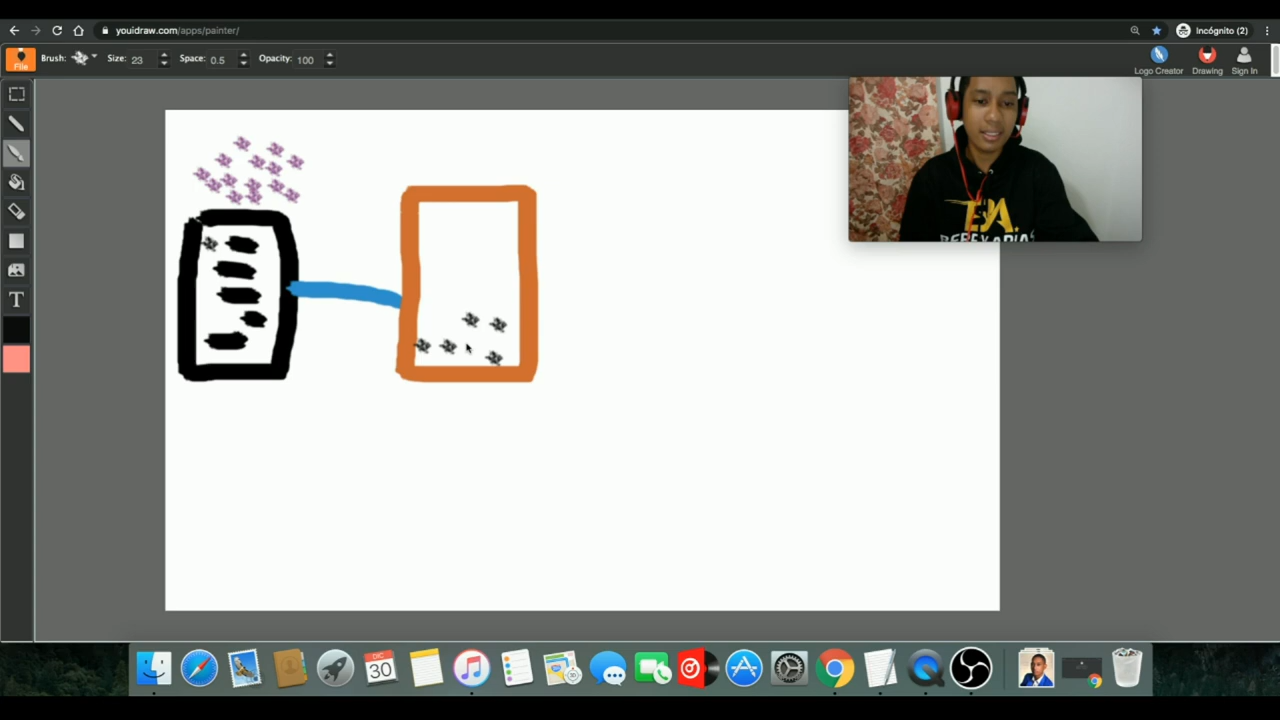 youidraw.com/apps/painter/
Incógnito (2)
File
Brush:
Size: 23
Space: 0.5
Opacity: 100
Logo Creator
Drawing
Sign In
T
DIC
30